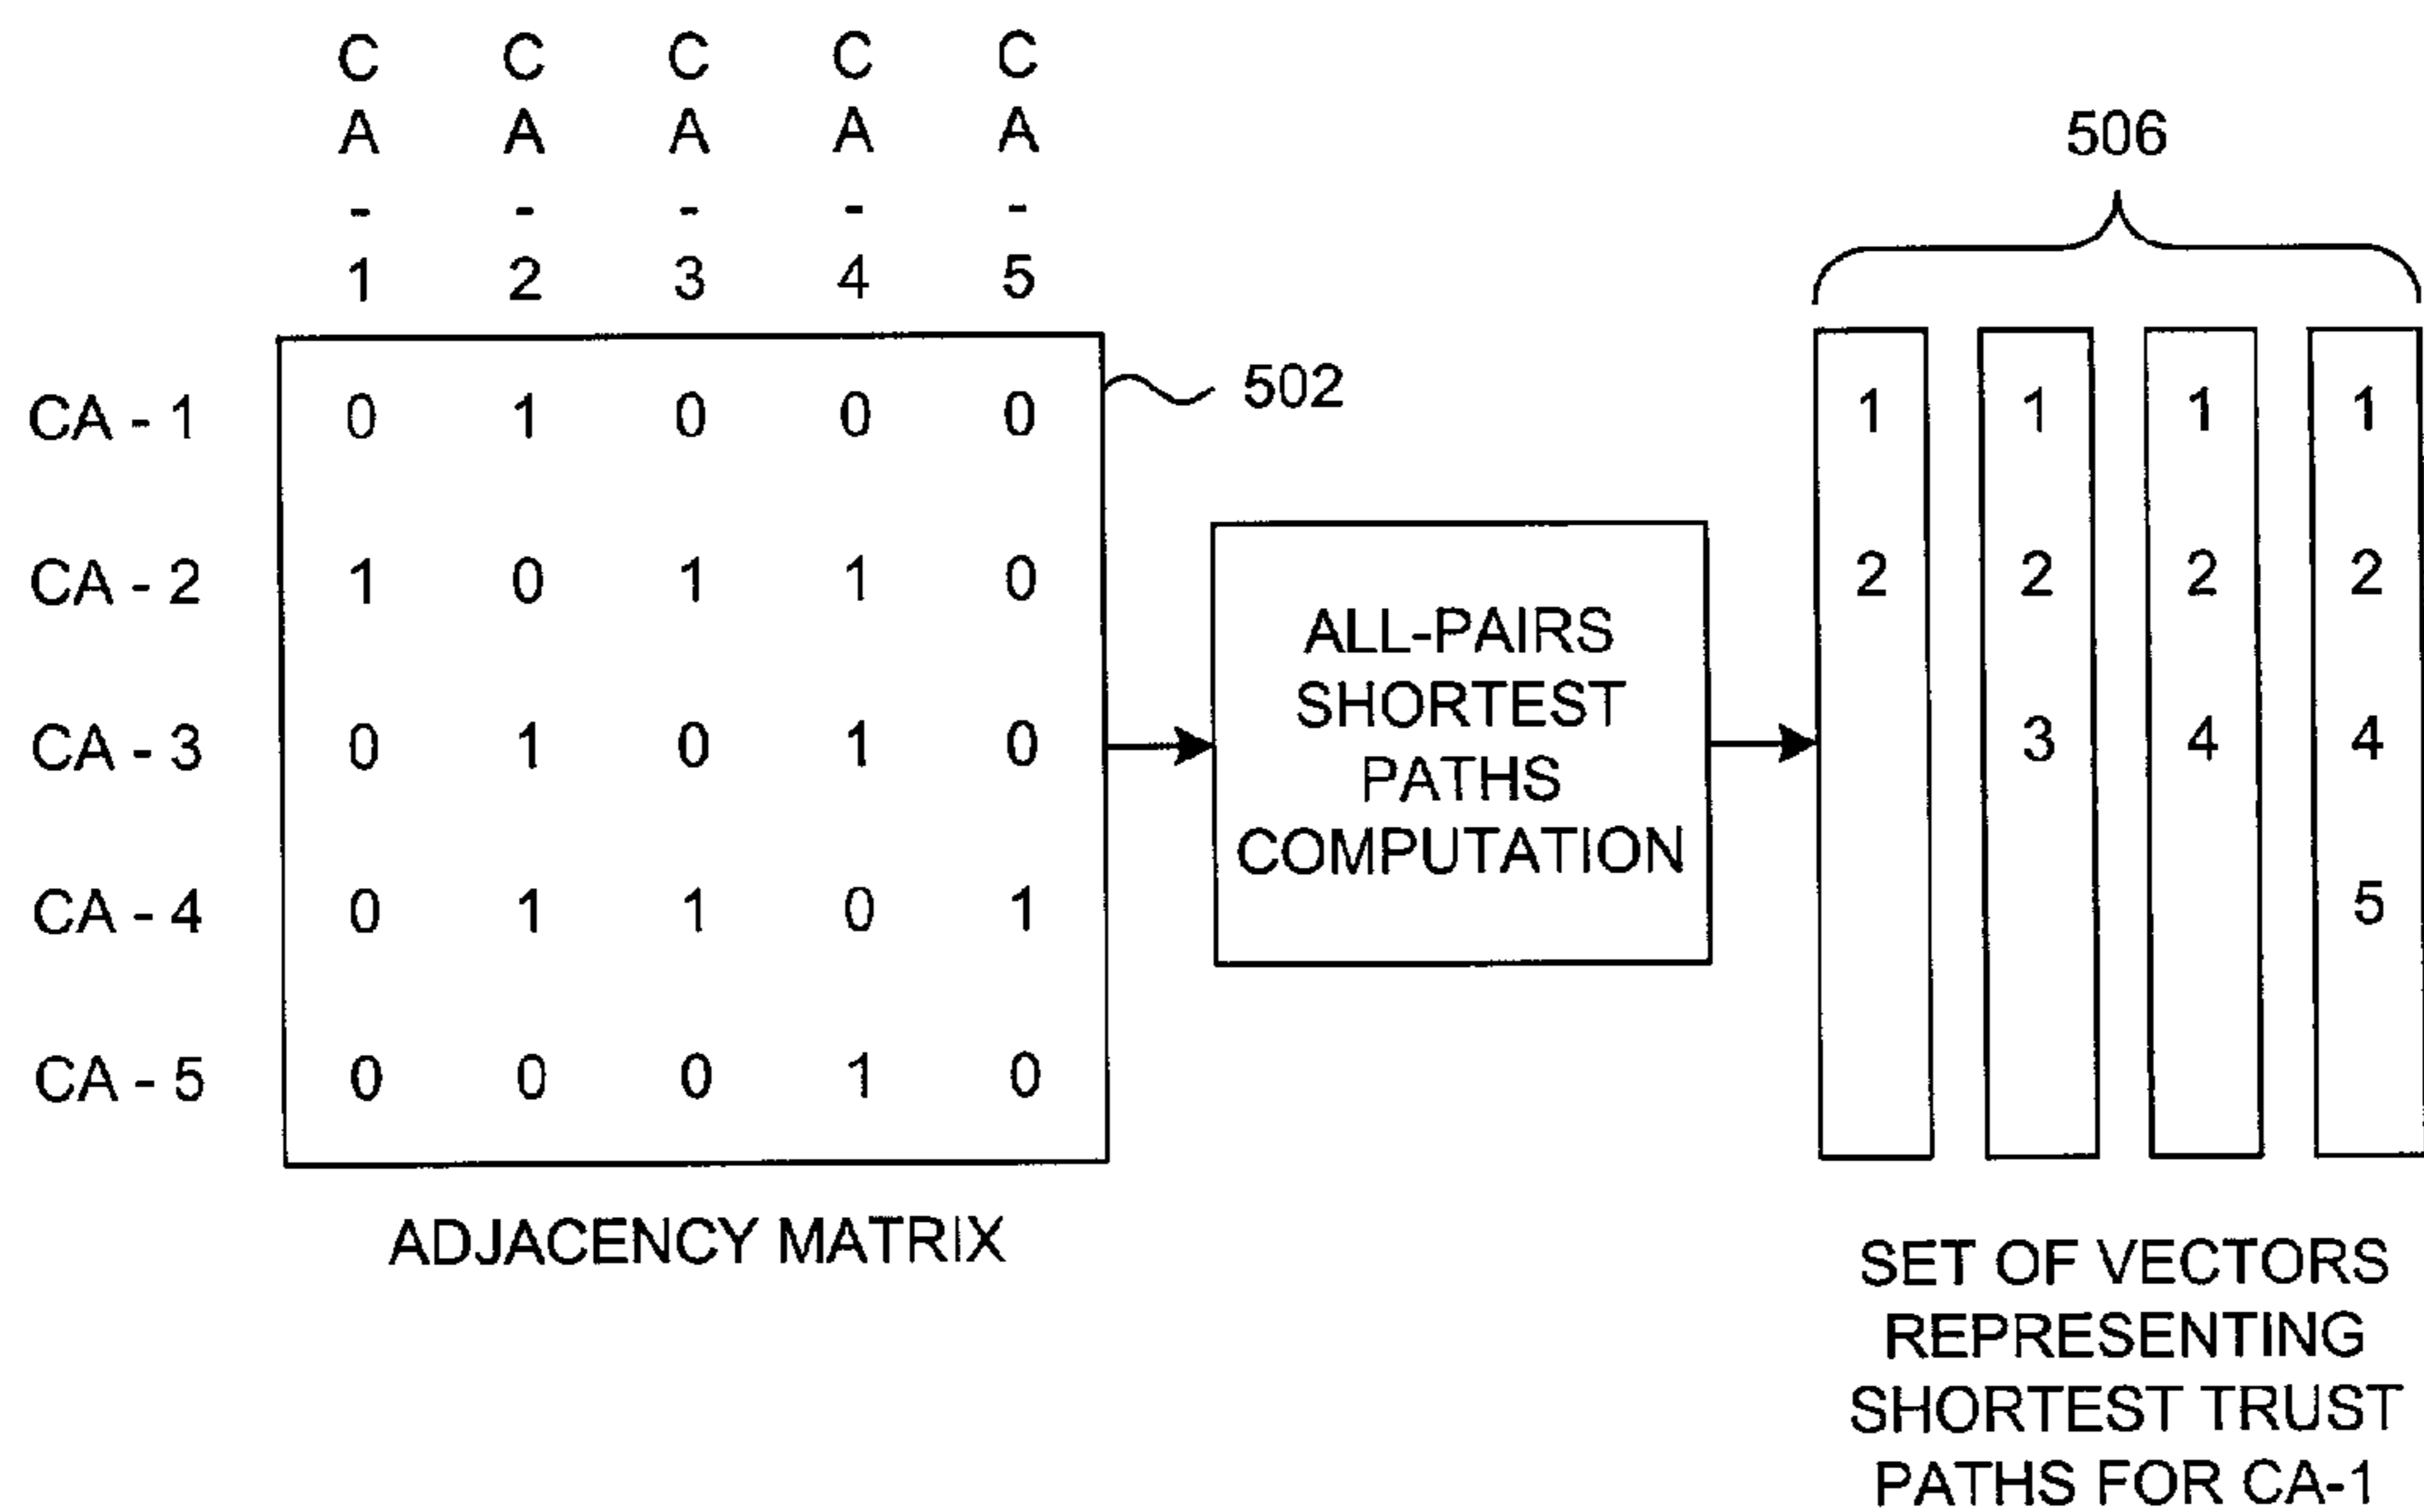 C C C C C
A A A A A
- - - - -
1 2 3 4 5
506
502
CA - 1 0 1 0 0 0
CA - 2 1 0 1 1 0
CA - 3 0 1 0 1 0
CA - 4 0 1 1 0 1
CA - 5 0 0 0 1 0
ADJACENCY MATRIX
ALL-PAIRS
SHORTEST
PATHS
COMPUTATION
1 1 1 1
2 2 2 2
3 4 4
5
SET OF VECTORS
REPRESENTING
SHORTEST TRUST
PATHS FOR CA-1